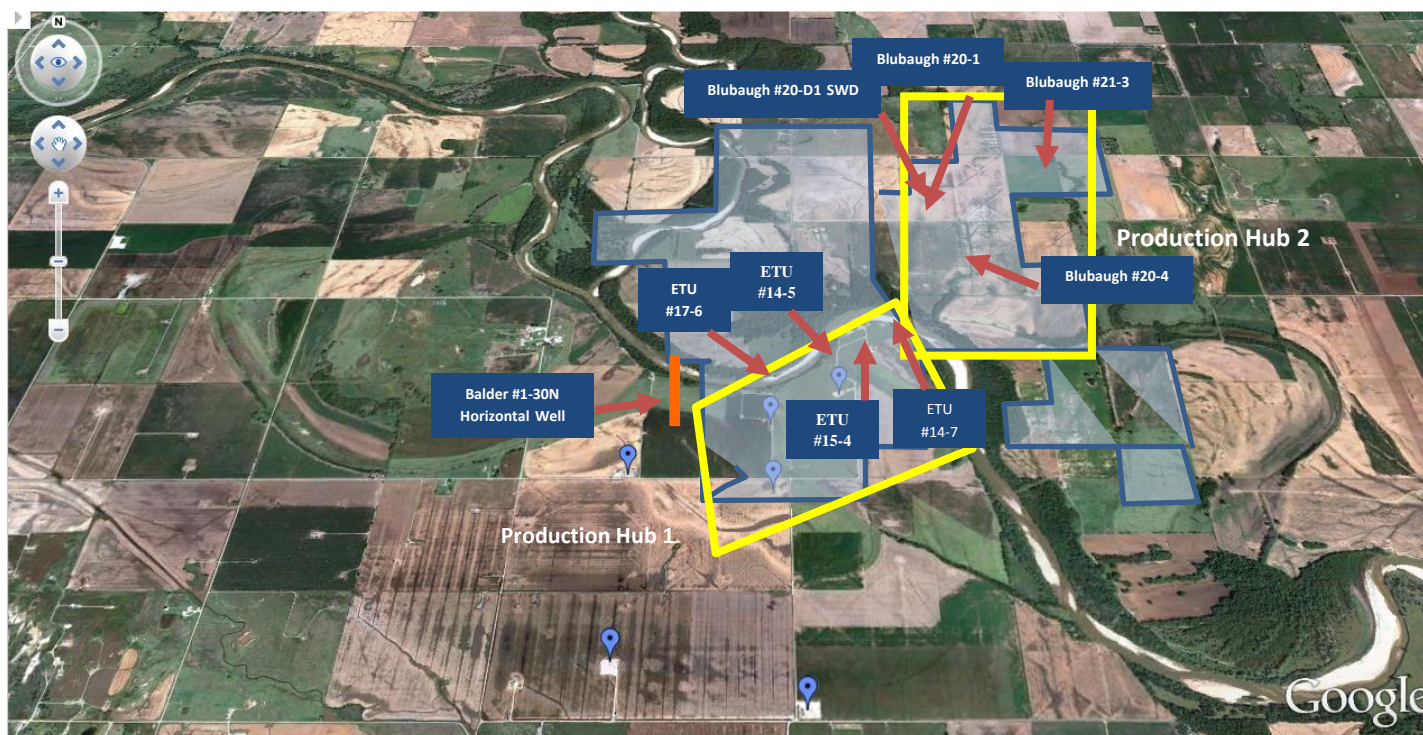 N
Blubaugh #20-1
Blubaugh #20-D1 SWD
Blubaugh #21-3
Production Hub 2
ETU
#14-5
Blubaugh #20-4
ETU
#17-6
Balder #1-30N
Horizontal Well
ETU
#15-4
ETU
#14-7
Production Hub 1
Google